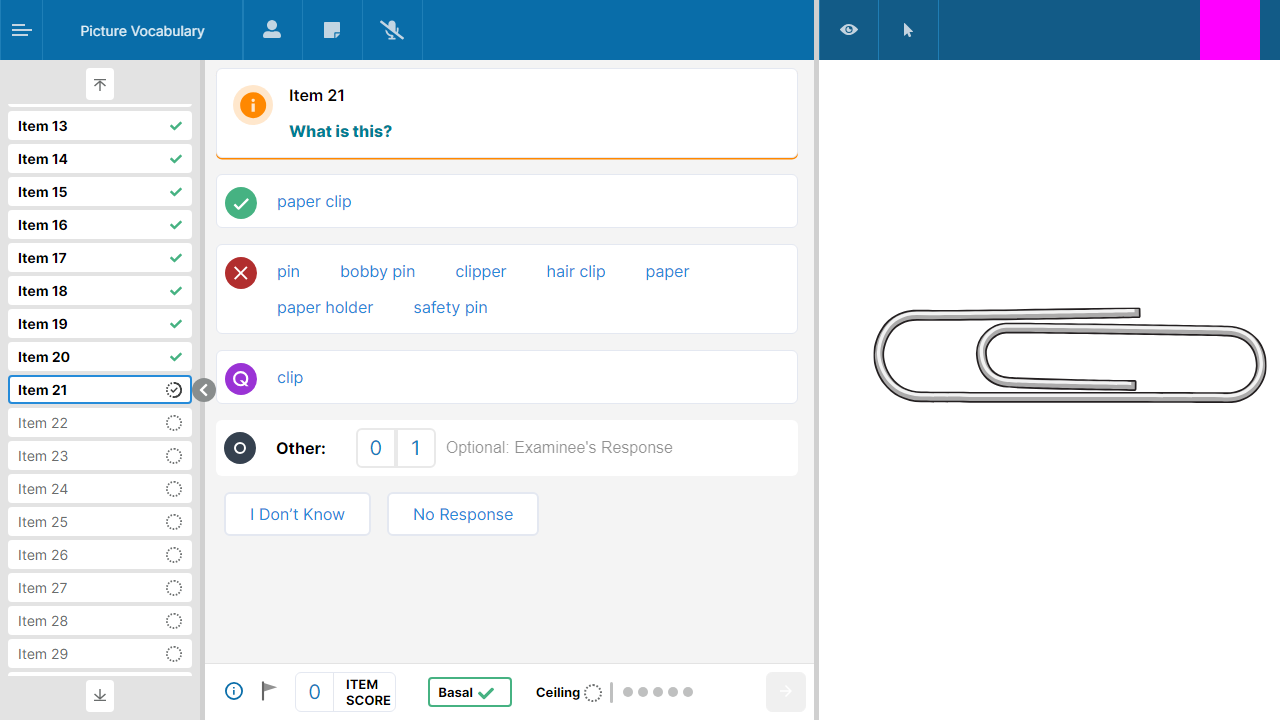 Picture Vocabulary
Item 13
Item 14
Item 15
Item 16
Item 17
Item 18
Item 19
Item 20
Item 21
Item 22
Item 23
Item 24
Item 25
Item 26
Item 27
Item 28
Item 29
Item 21
What is this?
paper clip
pin bobby pin clipper hair clip paper
paper holder safety pin
Q clip
Other: 0 1 Optional: Examinee's Response
I Don’t Know No Response
0 ITEM SCORE Basal Ceiling